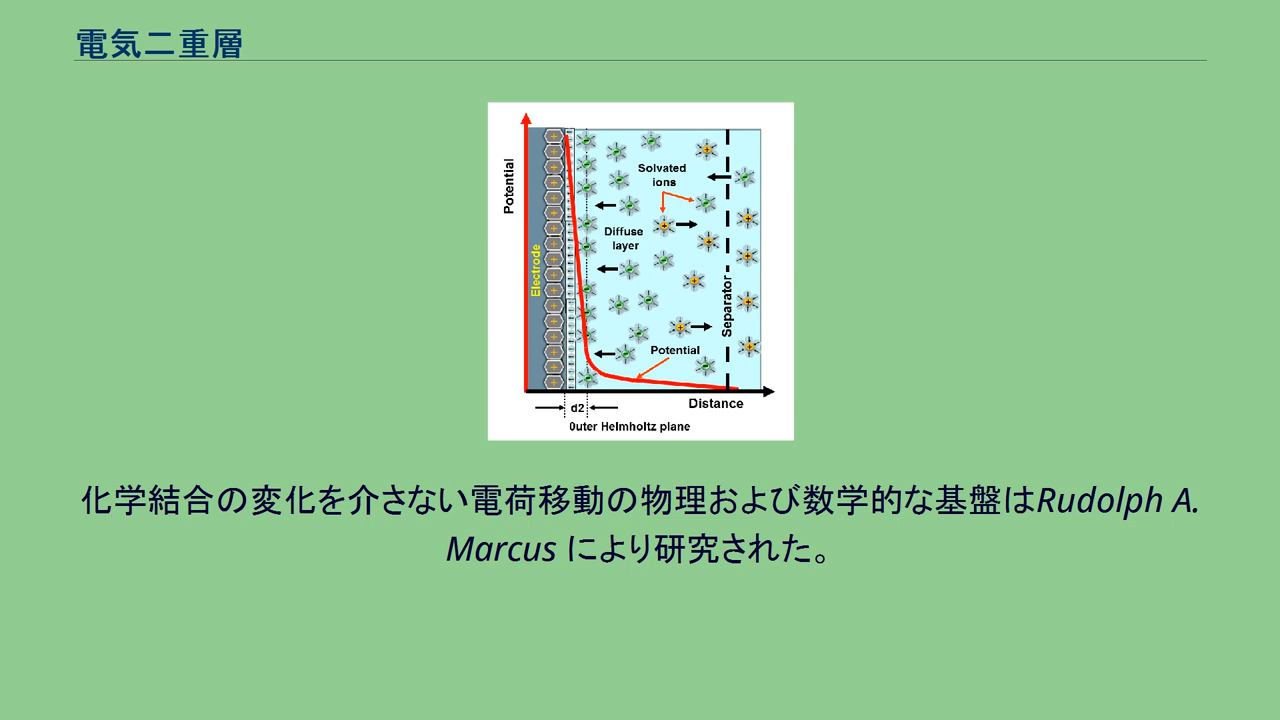 電気二重層
Potential
Electrode
Solvated
ions
Diffuse
layer
Separator
Potential
Distance
d2
0uter Helmholtz plane
化学結合の変化を介さない電荷移動の物理および数学的な基盤はRudolph A.
Marcus により研究された。